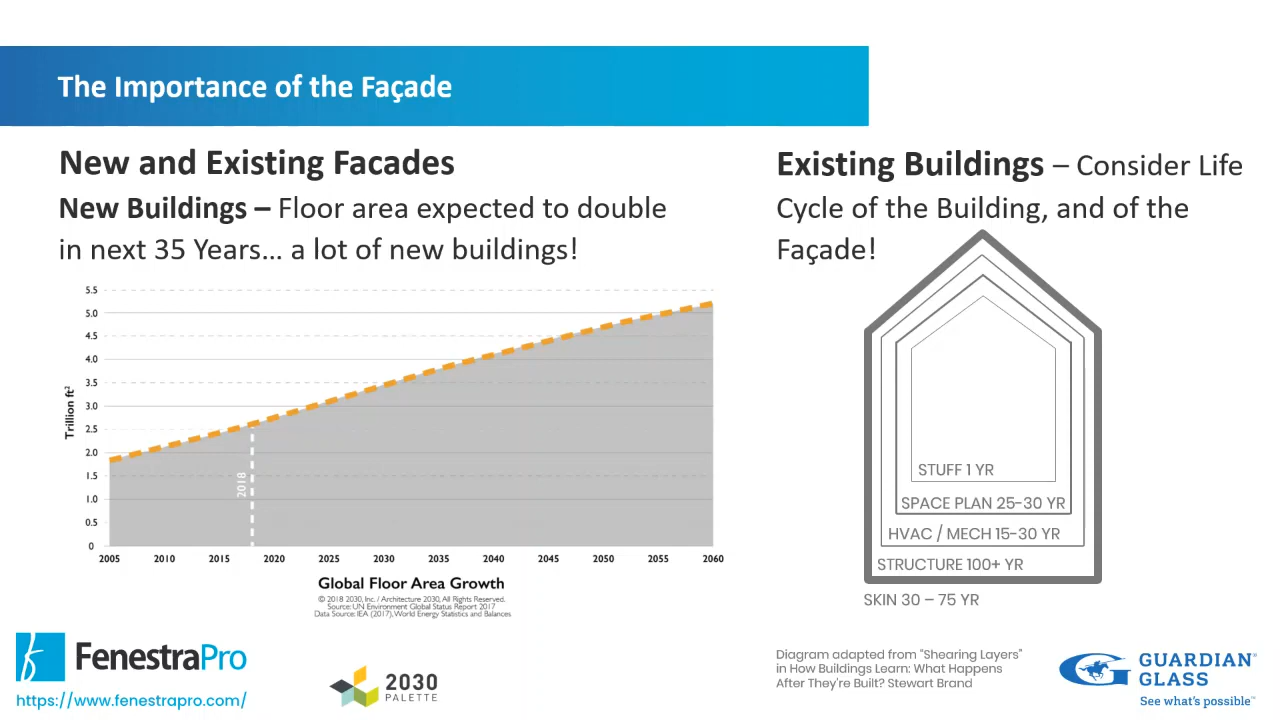 The Importance of the Façade
New and Existing Facades
New Buildings – Floor area expected to double
in next 35 Years… a lot of new buildings!
5.5
5.0
4.5
4.0
3.5
3.0
2.5
2.0
1.5
1.0
0.5
0
Trillion ft²
2018
2005 2010 2015 2020 2025 2030 2035 2040 2045 2050 2055 2060
Global Floor Area Growth
© 2018 2030, Inc. / Architecture 2030, All Rights Reserved.
Source: UN Environment Global Status Report 2017
Data Source: IEA (2017), World Energy Statistics and Balances
Existing Buildings – Consider Life
Cycle of the Building, and of the
Façade!
STUFF 1 YR
SPACE PLAN 25-30 YR
HVAC / MECH 15-30 YR
STRUCTURE 100+ YR
SKIN 30 – 75 YR
FenestraPro
https://www.fenestrapro.com/
2030
PALETTE
Diagram adapted from “Shearing Layers”
in How Buildings Learn: What Happens
After They're Built? Stewart Brand
GUARDIAN
GLASS
See what's possible™